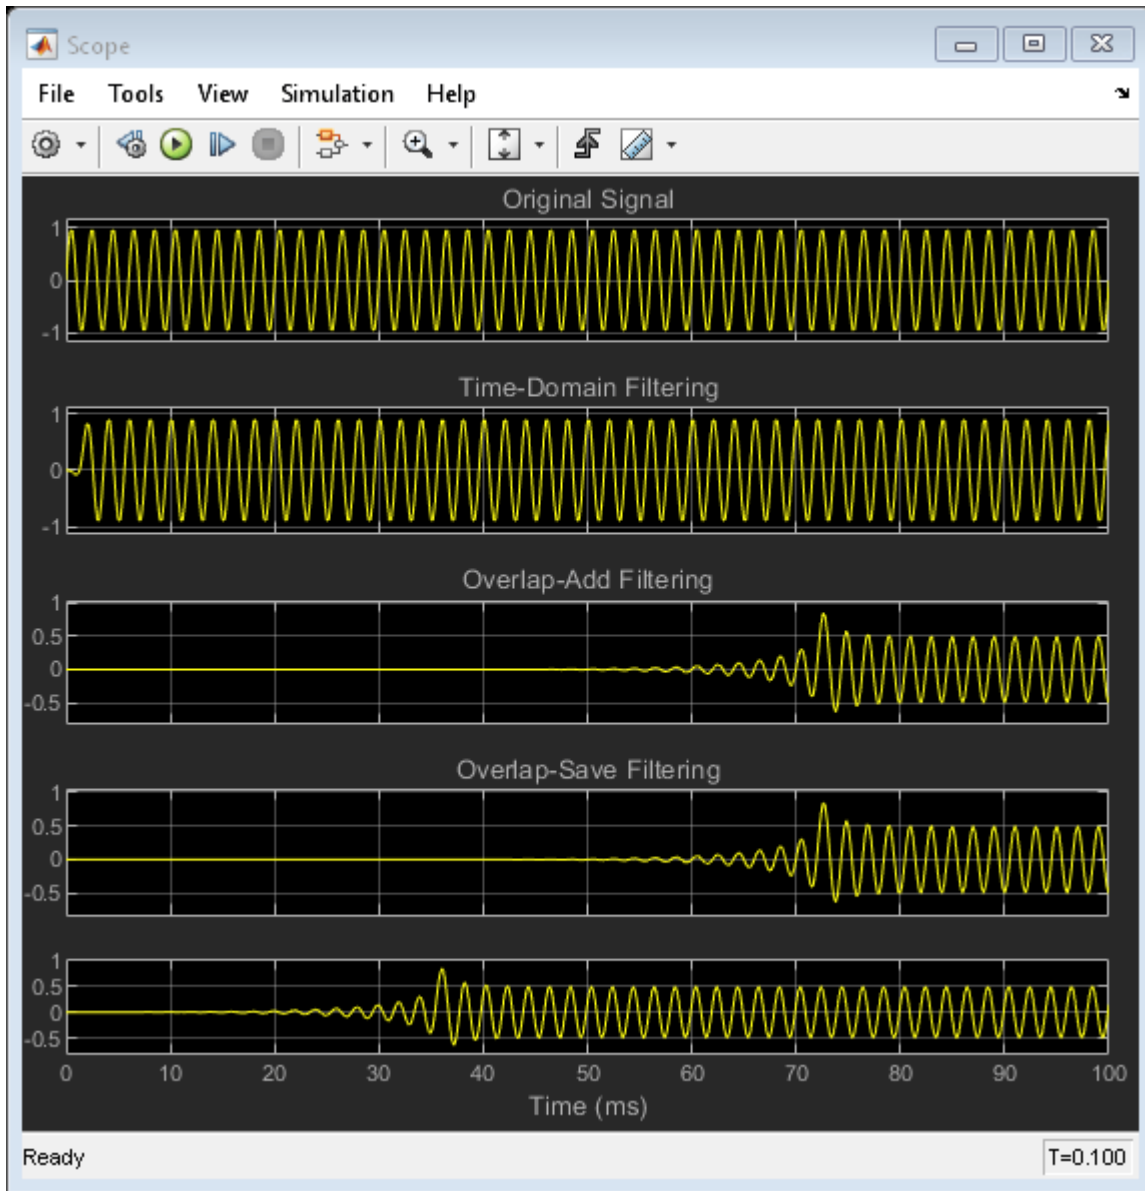 Scope
File Tools View Simulation Help
Original Signal
1
0
-1
Time-Domain Filtering
1
0
-1
Overlap-Add Filtering
1
0.5
0
-0.5
Overlap-Save Filtering
1
0.5
0
-0.5
1
0.5
0
-0.5
0 10 20 30 40 50 60 70 80 90 100
Time (ms)
Ready T=0.100